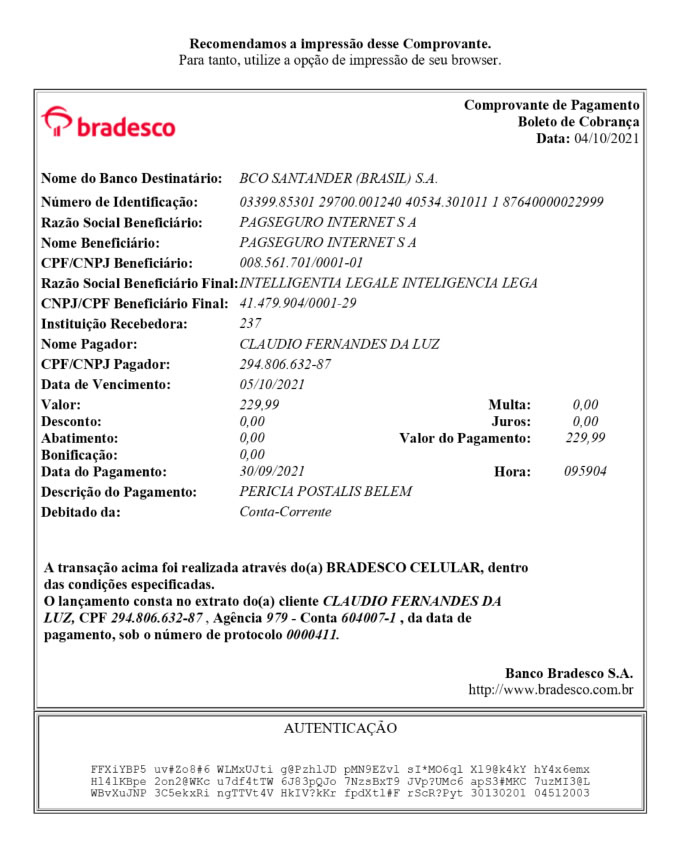 Recomendamos a impressão desse Comprovante.
Para tanto, utilize a opção de impressão de seu browser.
bradesco
Comprovante de Pagamento
Boleto de Cobrança
Data: 04/10/2021
Nome do Banco Destinatário: BCO SANTANDER (BRASIL) S.A.
Número de Identificação: 03399.85301 29700.001240 40534.301011 1 87640000022999
Razão Social Beneficiário: PAGSEGURO INTERNET S A
Nome Beneficiário: PAGSEGURO INTERNET S A
CPF/CNPJ Beneficiário: 008.561.701/0001-01
Razão Social Beneficiário Final: INTELLIGENTIA LEGALE INTELIGENCIA LEGA
CNPJ/CPF Beneficiário Final: 41.479.904/0001-29
Instituição Recebedora: 237
Nome Pagador: CLAUDIO FERNANDES DA LUZ
CPF/CNPJ Pagador: 294.806.632-87
Data de Vencimento: 05/10/2021
Valor: 229,99 Multa: 0,00
Desconto: 0,00 Juros: 0,00
Abatimento: 0,00 Valor do Pagamento: 229,99
Bonificação: 0,00
Data do Pagamento: 30/09/2021 Hora: 095904
Descrição do Pagamento: PERICIA POSTALIS BELEM
Debitado da: Conta-Corrente
A transação acima foi realizada através do(a) BRADESCO CELULAR, dentro
das condições especificadas.
O lançamento consta no extrato do(a) cliente CLAUDIO FERNANDES DA
LUZ, CPF 294.806.632-87 , Agência 979 - Conta 604007-1 , da data de
pagamento, sob o número de protocolo 0000411.
Banco Bradesco S.A.
http://www.bradesco.com.br
AUTENTICAÇÃO
FFXiYBP5 uv#Zo8#6 WLMxUJti g@PzhlJD pMN9EZvl sI*MO6ql Xl9@k4kY hY4x6emx
Hl4lKBpe 2on2@WKc u7df4tTW 6J83pQJo 7NzsBxT9 JVp?UMc6 apS3#MKC 7uzMI3@L
WBvXuJNP 3C5ekxRi ngTTVt4V HkIV?kKr fpdXtl#F rScR?Pyt 30130201 04512003